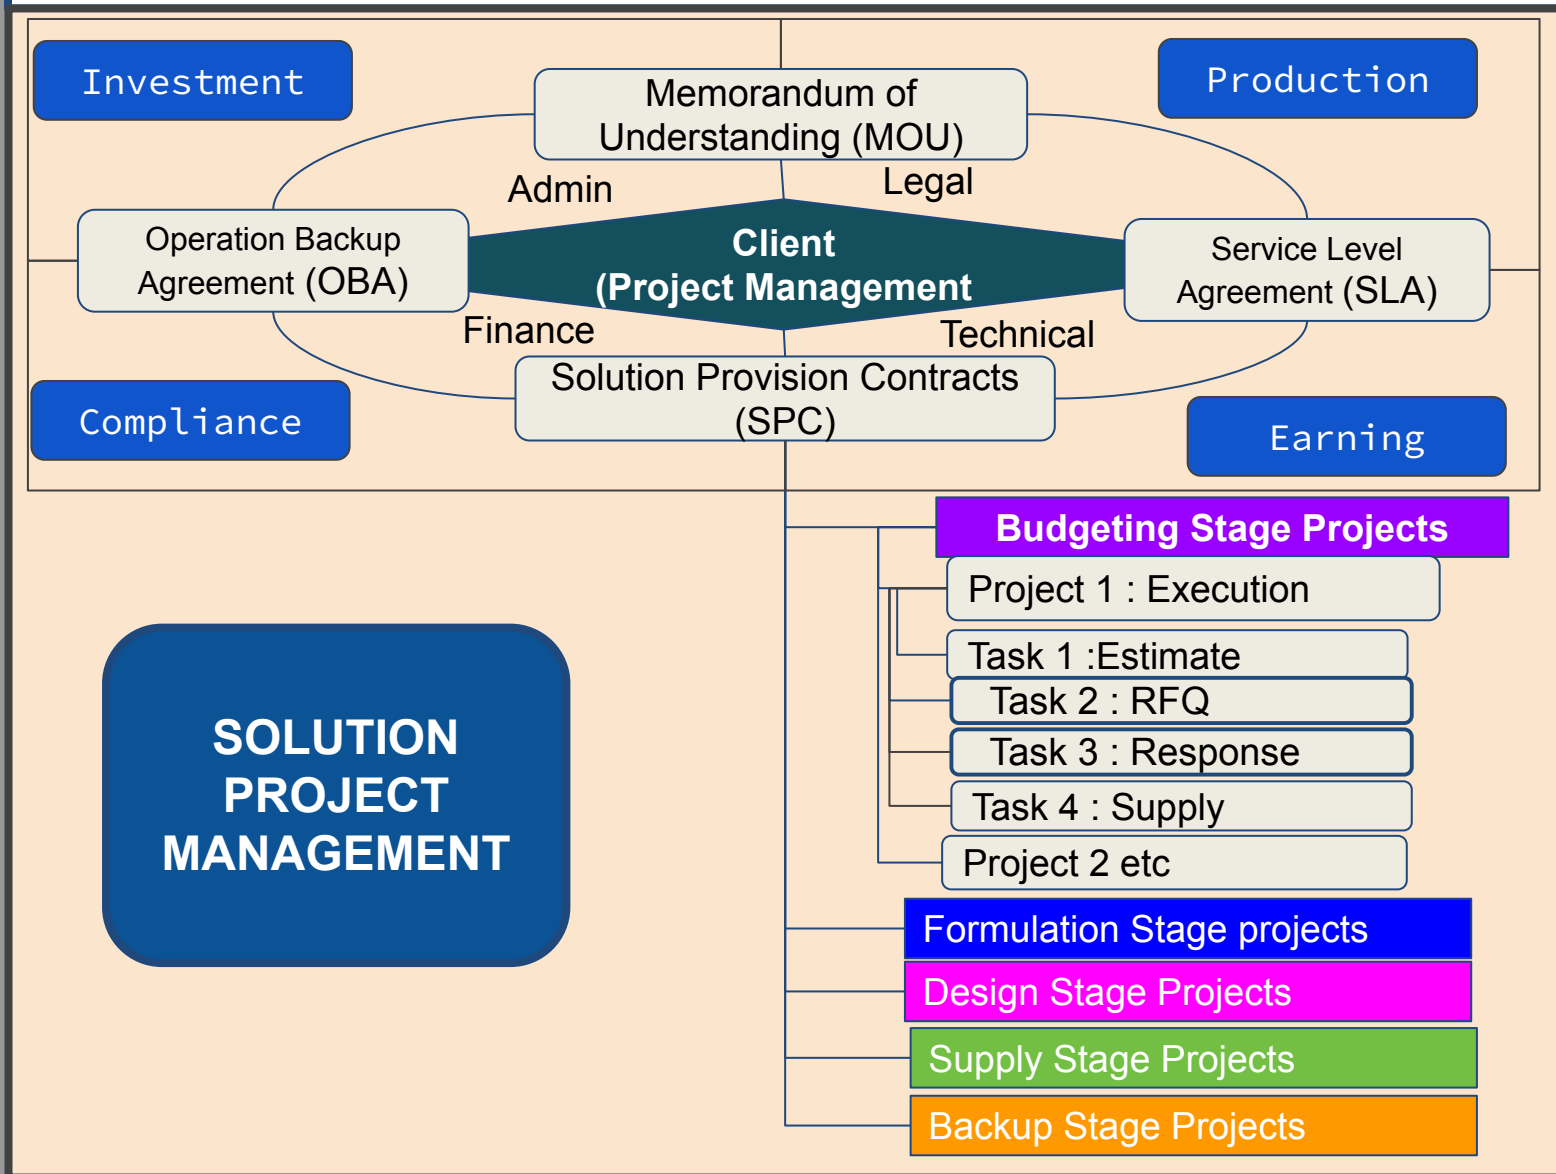 Investment
Production
Memorandum of
Understanding (MOU)
Admin
Legal
Operation Backup
Agreement (OBA)
Client
(Project Management
Service Level
Agreement (SLA)
Finance
Technical
Solution Provision Contracts
(SPC)
Compliance
Earning
Budgeting Stage Projects
Project 1 : Execution
Task 1 :Estimate
Task 2 : RFQ
Task 3 : Response
Task 4 : Supply
Project 2 etc
SOLUTION
PROJECT
MANAGEMENT
Formulation Stage projects
Design Stage Projects
Supply Stage Projects
Backup Stage Projects